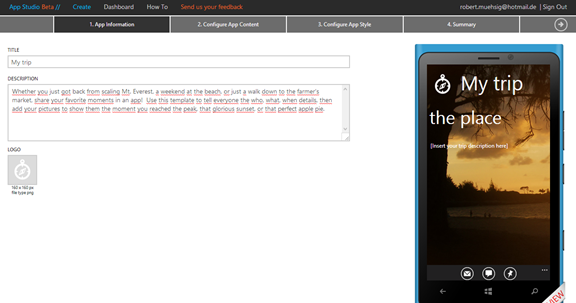 App Studio Beta // Create Dashboard How To Send us your feedback robert.muehsig@hotmail.de | Sign Out
1. App Information 2. Configure App Content 3. Configure App Style 4. Summary
TITLE
My trip
DESCRIPTION
Whether you just got back from scaling Mt. Everest, a weekend at the beach, or just a walk down to the farmer's
market, share your favorite moments in an app! Use this template to tell everyone the who, what, when details, then
add your pictures to show them the moment you reached the peak, that glorious sunset, or that perfect apple pie.
LOGO
160 x 160 px
file type png
My trip
the place
[Insert your trip description here]